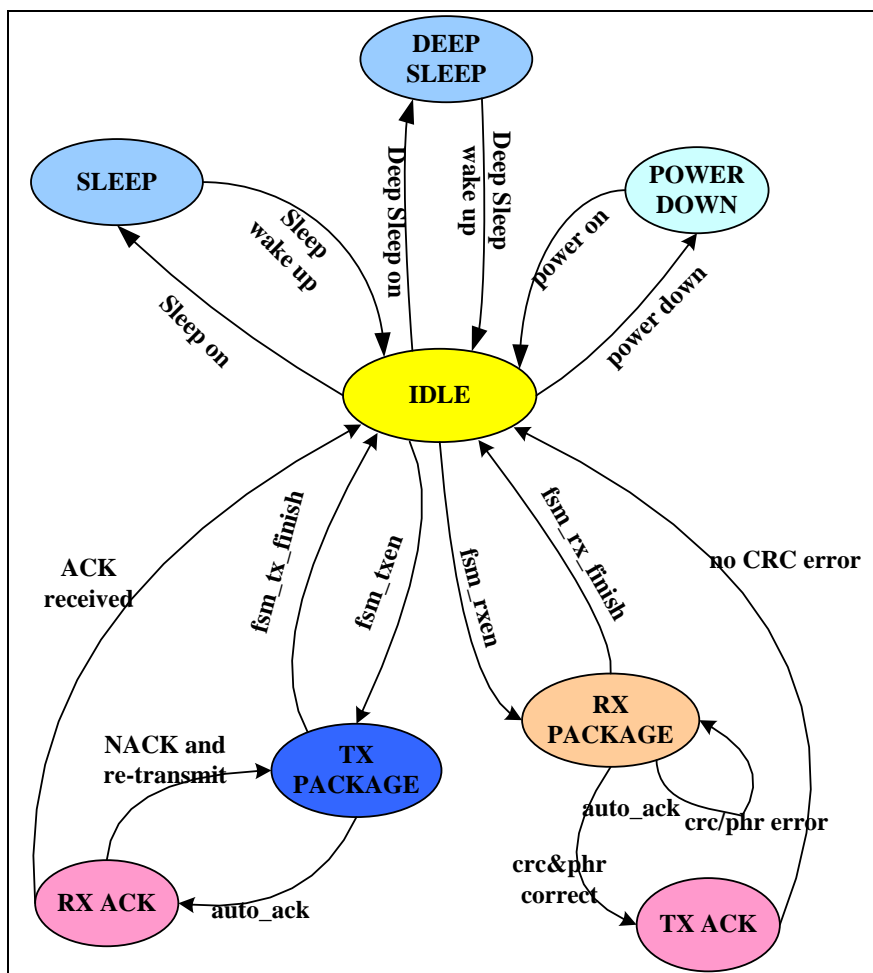 DEEP
SLEEP
SLEEP
POWER
DOWN
Sleep
wake up
Deep Sleep on
Deep Sleep
wake up
power on
power down
Sleep on
IDLE
fsm_tx_finish
fsm_txen
fsm_rxen
fsm_rx_finish
no CRC error
ACK
received
RX
PACKAGE
NACK and
re-transmit
TX
PACKAGE
auto_ack
crc/phr error
crc&phr
correct
RX ACK
auto_ack
TX ACK